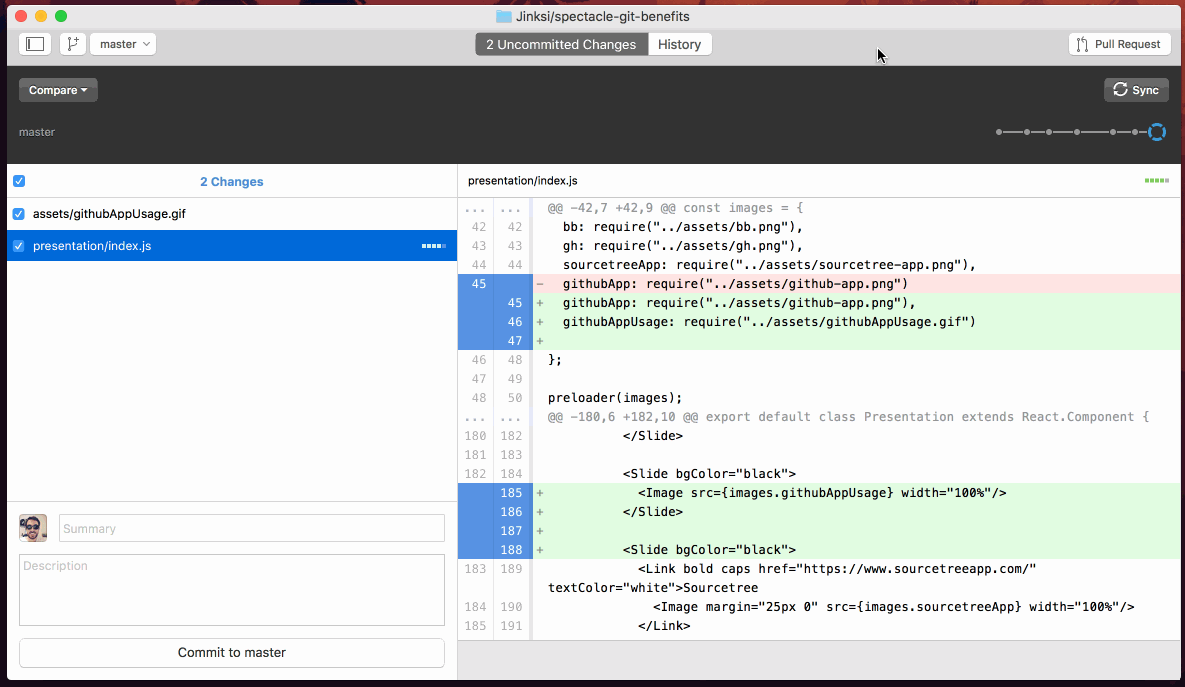 Jinksi/spectacle-git-benefits
master
2 Uncommitted Changes
History
Pull Request
Compare
Sync
master
2 Changes
assets/githubAppUsage.gif
presentation/index.js
Summary
Description
Commit to master
presentation/index.js
... ... @@ -42,7 +42,9 @@ const images = {
42 42 bb: require("../assets/bb.png"),
43 43 gh: require("../assets/gh.png"),
44 44 sourcetreeApp: require("../assets/sourcetree-app.png"),
45 - githubApp: require("../assets/github-app.png")
45 + githubApp: require("../assets/github-app.png"),
46 + githubAppUsage: require("../assets/githubAppUsage.gif")
47 +
46 48 };
47 49
48 50 preloader(images);
... ... @@ -180,6 +182,10 @@ export default class Presentation extends React.Component {
180 182 </Slide>
181 183
182 184 <Slide bgColor="black">
185 + <Image src={images.githubAppUsage} width="100%"/>
186 + </Slide>
187 +
188 + <Slide bgColor="black">
183 189 <Link bold caps href="https://www.sourcetreeapp.com/"
textColor="white">Sourcetree
184 190 <Image margin="25px 0" src={images.sourcetreeApp} width="100%"/>
185 191 </Link>